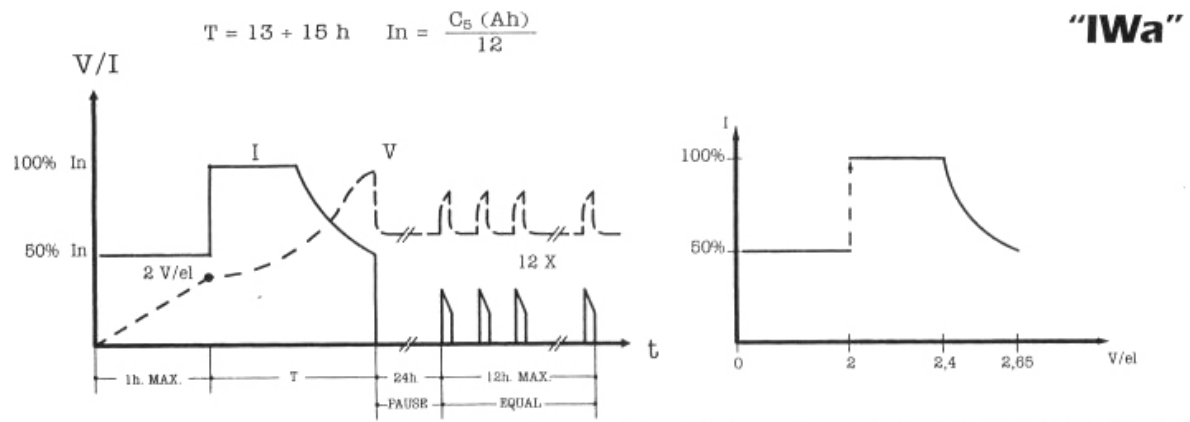 T = 13 ÷ 15 h In = C₅ (Ah) / 12
"IWa"
V/I
I
V
100% In
50% In
2 V/el
12 X
t
1h. MAX.
T
24h.
12h. MAX.
PAUSE
EQUAL
I
100%
50%
0
2
2,4
2,65
V/el